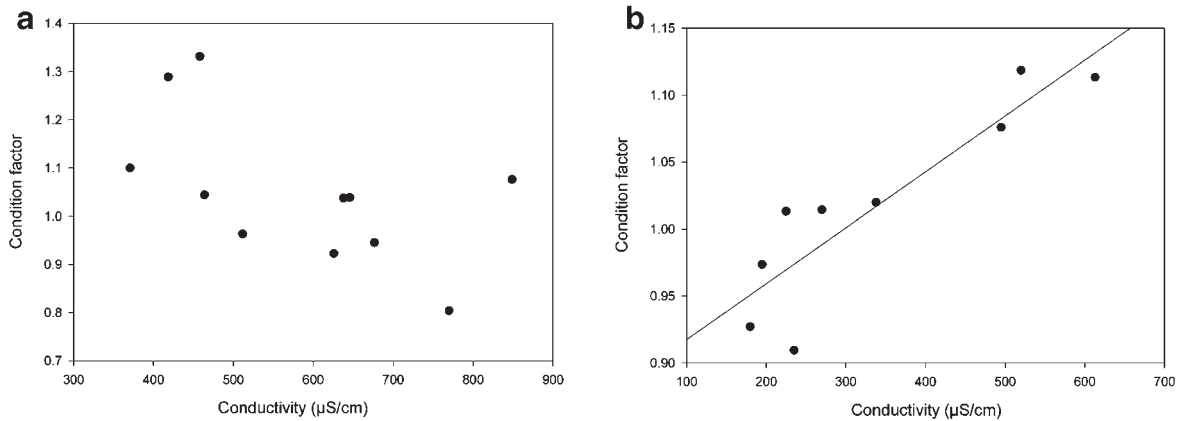 a
1.4
1.3
1.2
1.1
1.0
0.9
0.8
0.7
Condition factor
300 400 500 600 700 800 900
Conductivity (µS/cm)
b
1.15
1.10
1.05
1.00
0.95
0.90
Condition factor
100 200 300 400 500 600 700
Conductivity (µS/cm)